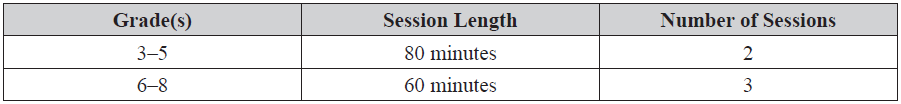 Grade(s) Session Length Number of Sessions
3–5 80 minutes 2
6–8 60 minutes 3